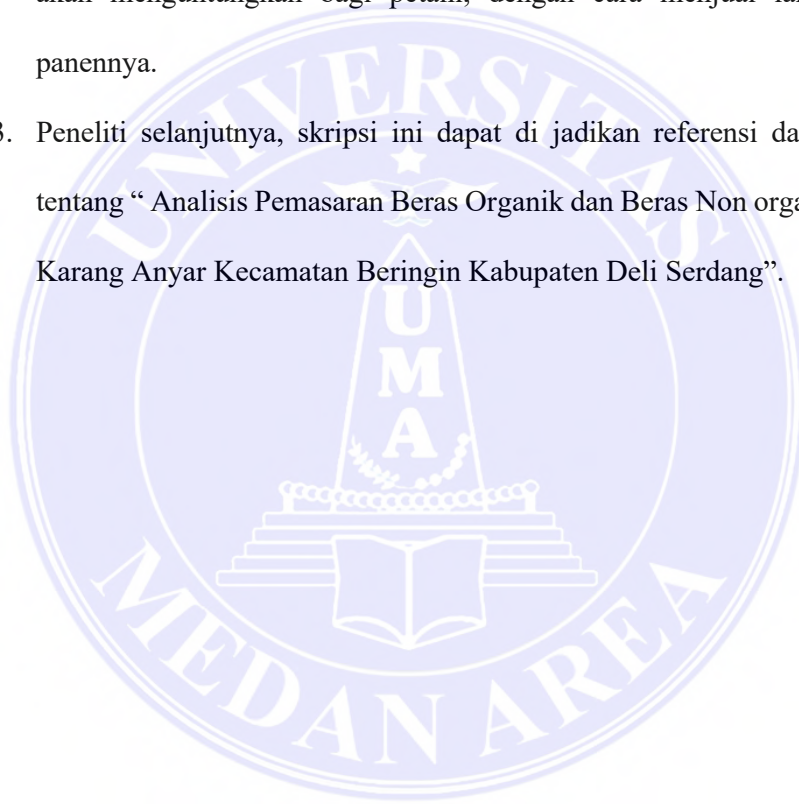 akan menguntungkan bagi petani, dengan cara menjual
panennya.
3. Peneliti selanjutnya, skripsi ini dapat di jadikan referensi da
tentang “ Analisis Pemasaran Beras Organik dan Beras Non orga
Karang Anyar Kecamatan Beringin Kabupaten Deli Serdang”.
UNIVERSITAS
UMA
MEDAN AREA